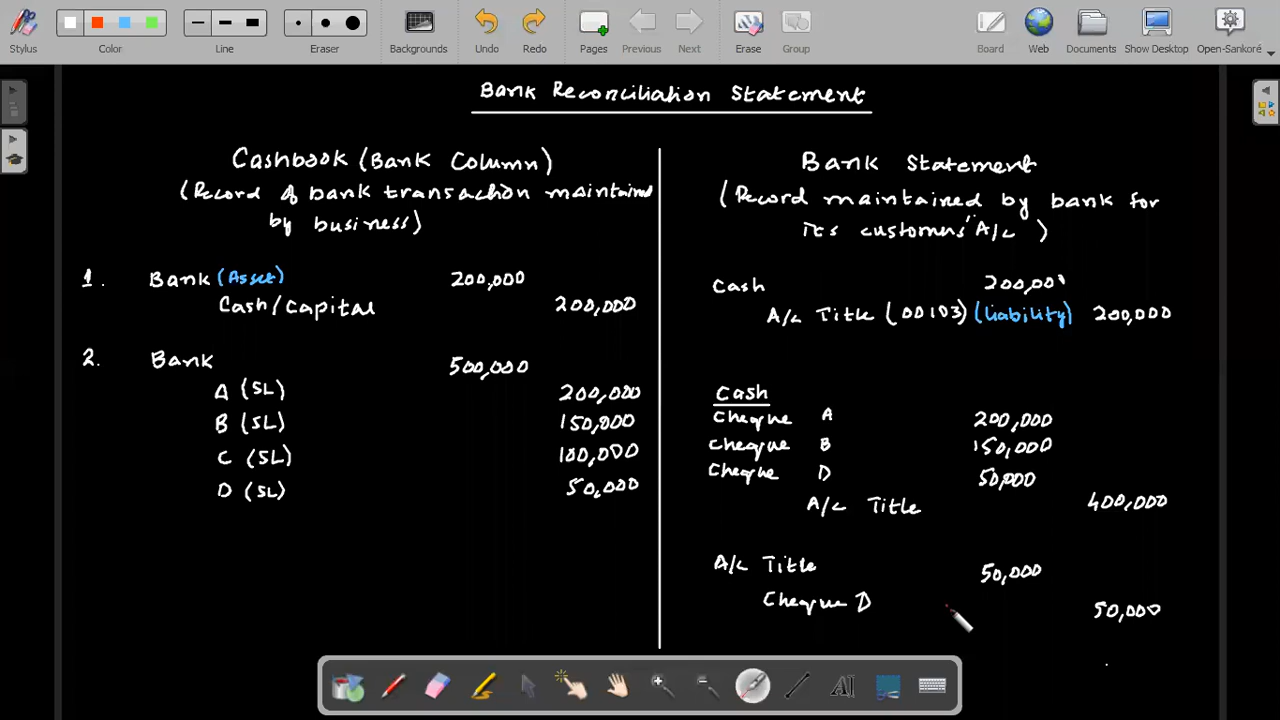 Stylus
Color
Line
Eraser
Backgrounds
Undo
Redo
Pages
Previous
Next
Erase
Group
Board
Web
Documents
Show Desktop
Open-Sankoré
Bank Reconciliation Statement
Cashbook (Bank Column)
(Record of bank transaction maintained
by business)
1. Bank (Asset) 200,000
Cash/Capital 200,000
2. Bank 500,000
A (SL) 200,000
B (SL) 150,000
C (SL) 100,000
D (SL) 50,000
Bank Statement
(Record maintained by bank for
its customers' A/C)
Cash 200,000
A/C Title (00103) (liability) 200,000
Cash
Cheque A 200,000
Cheque B 150,000
Cheque D 50,000
A/C Title 400,000
A/C Title 50,000
Cheque D 50,000